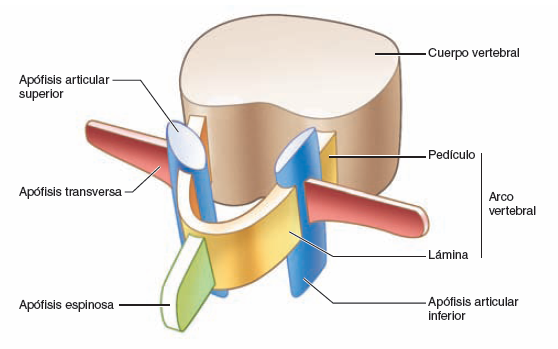 Cuerpo vertebral
Apófisis articular
superior
Pedículo
Apófisis transversa
Arco
vertebral
Lámina
Apófisis espinosa
Apófisis articular
inferior